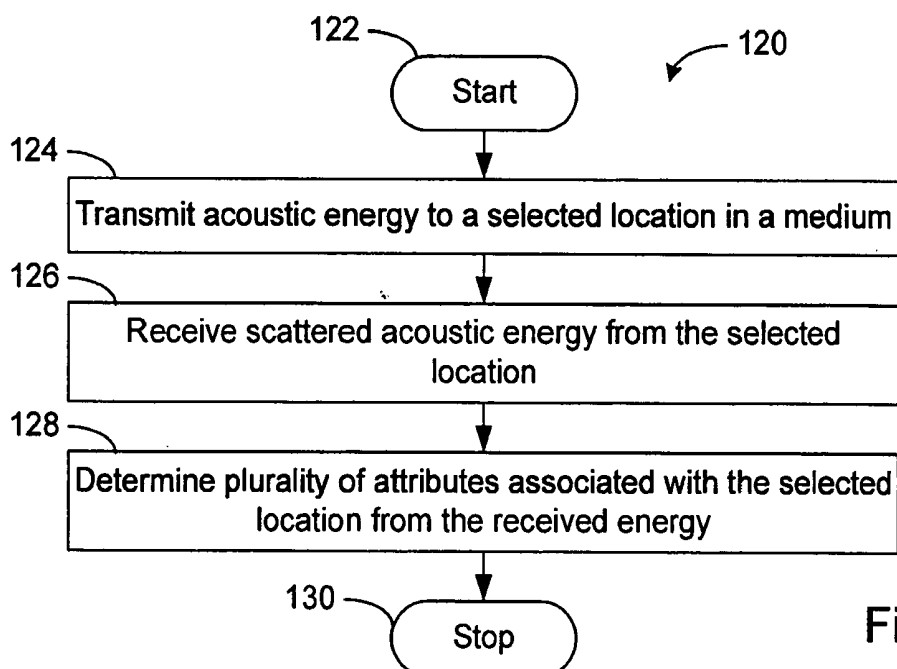 122
120
Start
124
Transmit acoustic energy to a selected location in a medium
126
Receive scattered acoustic energy from the selected
location
128
Determine plurality of attributes associated with the selected
location from the received energy
130
Stop